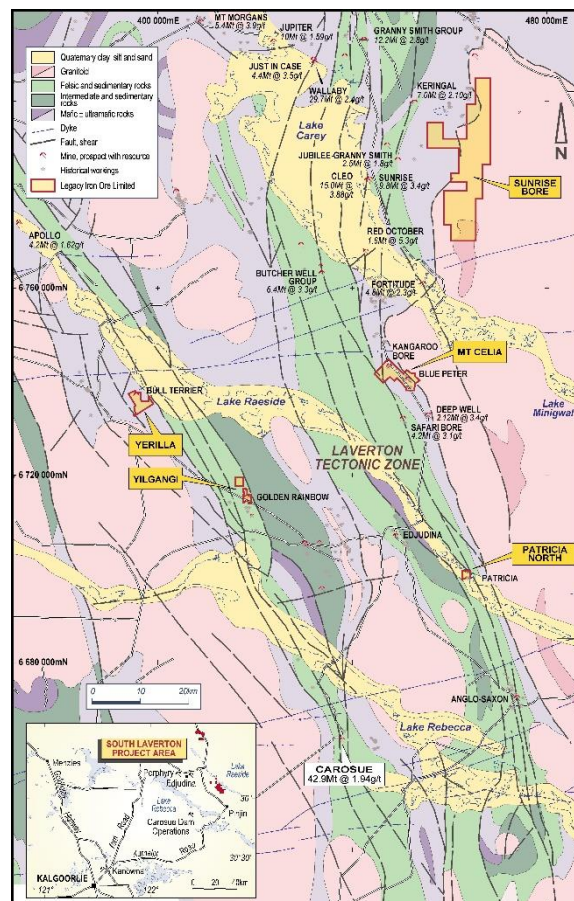 400 000mE
480 000mE
MT MORGANS
5.4Mt @ 3.9g/t
JUPITER
10Mt @ 1.59g/t
GRANNY SMITH GROUP
12.2Mt @ 2.8g/t
Quaternary clay silt and sand
Granitoid
Felsic and sedimentary rocks
Intermediate and sedimentary
rocks
Mafic ± ultramafic rocks
Dyke
Fault, shear
Mine, prospect with resource
Historical workings
Legacy Iron Ore Limited
JUST IN CASE
4.4Mt @ 3.5g/t
WALLABY
29.7Mt @ 2.4g/t
KERINGAL
7.0Mt @ 2.10g/t
Lake
Carey
N
JUBILEE-GRANNY SMITH
2.5Mt @ 1.8g/t
CLEO
15.0Mt @
3.88g/t
SUNRISE
9.8Mt @ 3.4g/t
SUNRISE
BORE
APOLLO
4.2Mt @ 1.62g/t
RED OCTOBER
1.9Mt @ 5.3g/t
BUTCHER WELL
GROUP
6.4Mt @ 3.3g/t
FORTITUDE
4.8Mt @ 2.3g/t
6 760 000mN
KANGAROO
BORE
MT CELIA
BLUE PETER
BULL TERRIER
Lake Raeside
Lake
Minigwal
DEEP WELL
2.12Mt @ 3.4g/t
SAFARI BORE
4.2Mt @ 3.1g/t
YERILLA
LAVERTON
TECTONIC ZONE
6 720 000mN
YILGANGI
GOLDEN RAINBOW
EDJUDINA
PATRICIA
NORTH
PATRICIA
6 680 000mN
0 10 20km
ANGLO-SAXON
Lake Rebecca
CAROSUE
42.9Mt @ 1.94g/t
SOUTH LAVERTON
PROJECT AREA
Menzies
Porphyry
Edjudina
Lake
Raeside
Lake
Rebecca
30°
Pinjin
Goldfields
Highway
Road
Carosue Dam
Operations
Road
Kanowna
30°30'
KALGOORLIE
121°
122°
0 20 40km